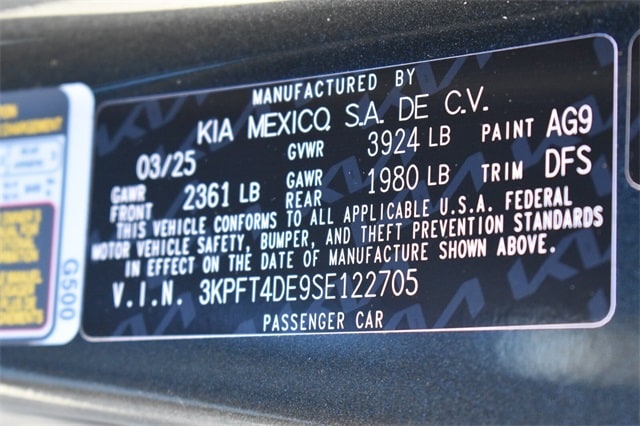 MANUFACTURED BY
KIA MEXICO, S.A. DE C.V.
03/25 GVWR 3924 LB PAINT AG9
GAWR FRONT 2361 LB GAWR REAR 1980 LB TRIM DFS
THIS VEHICLE CONFORMS TO ALL APPLICABLE U.S.A. FEDERAL
MOTOR VEHICLE SAFETY, BUMPER, AND THEFT PREVENTION STANDARDS
IN EFFECT ON THE DATE OF MANUFACTURE SHOWN ABOVE.
V.I.N. 3KPFT4DE9SE122705
PASSENGER CAR
G500